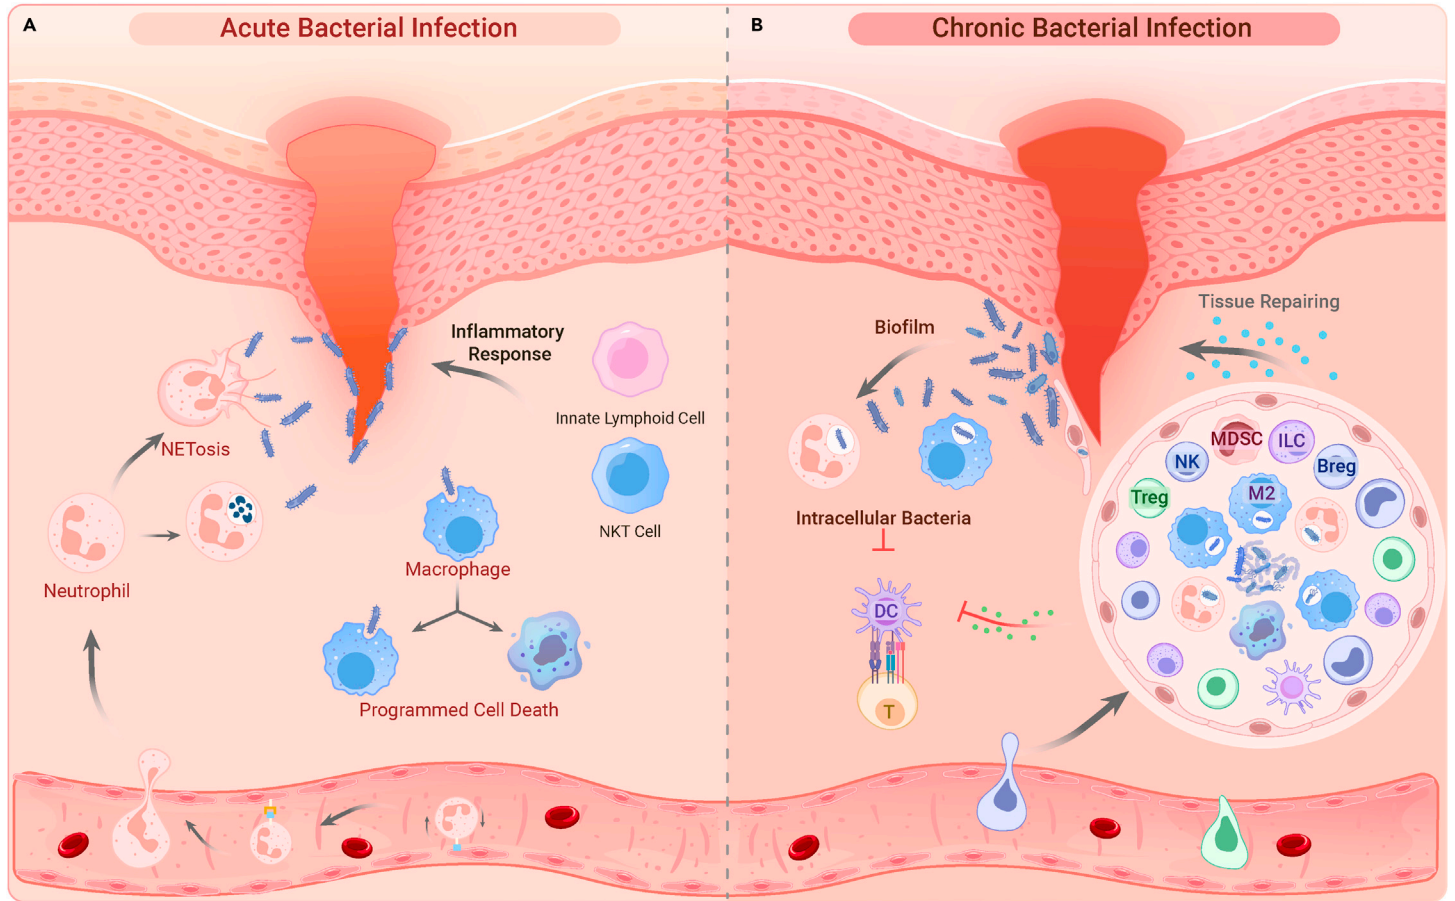 A
Acute Bacterial Infection
Inflammatory
Response
Innate Lymphoid Cell
NKT Cell
NETosis
Neutrophil
Macrophage
Programmed Cell Death
B
Chronic Bacterial Infection
Biofilm
Tissue Repairing
Intracellular Bacteria
DC
T
MDSC
ILC
NK
Breg
Treg
M2